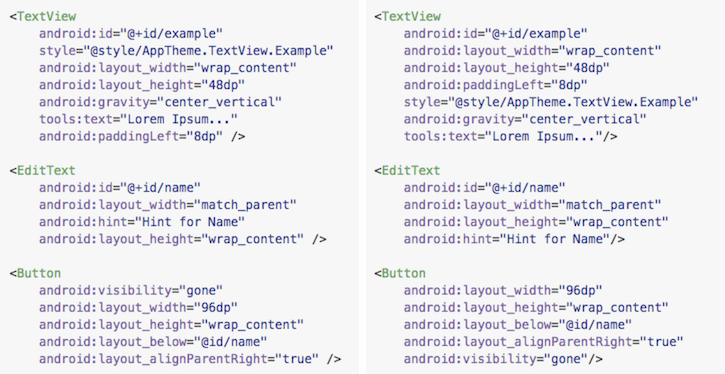 <TextView
    android:id="@+id/example"
    style="@style/AppTheme.TextView.Example"
    android:layout_width="wrap_content"
    android:layout_height="48dp"
    android:gravity="center_vertical"
    tools:text="Lorem Ipsum..."
    android:paddingLeft="8dp" />

<EditText
    android:id="@+id/name"
    android:layout_width="match_parent"
    android:hint="Hint for Name"
    android:layout_height="wrap_content" />

<Button
    android:visibility="gone"
    android:layout_width="96dp"
    android:layout_height="wrap_content"
    android:layout_below="@id/name"
    android:layout_alignParentRight="true" />

<TextView
    android:id="@+id/example"
    android:layout_width="wrap_content"
    android:layout_height="48dp"
    android:paddingLeft="8dp"
    style="@style/AppTheme.TextView.Example"
    android:gravity="center_vertical"
    tools:text="Lorem Ipsum..."/>

<EditText
    android:id="@+id/name"
    android:layout_width="match_parent"
    android:layout_height="wrap_content"
    android:hint="Hint for Name"/>

<Button
    android:layout_width="96dp"
    android:layout_height="wrap_content"
    android:layout_below="@id/name"
    android:layout_alignParentRight="true"
    android:visibility="gone"/>